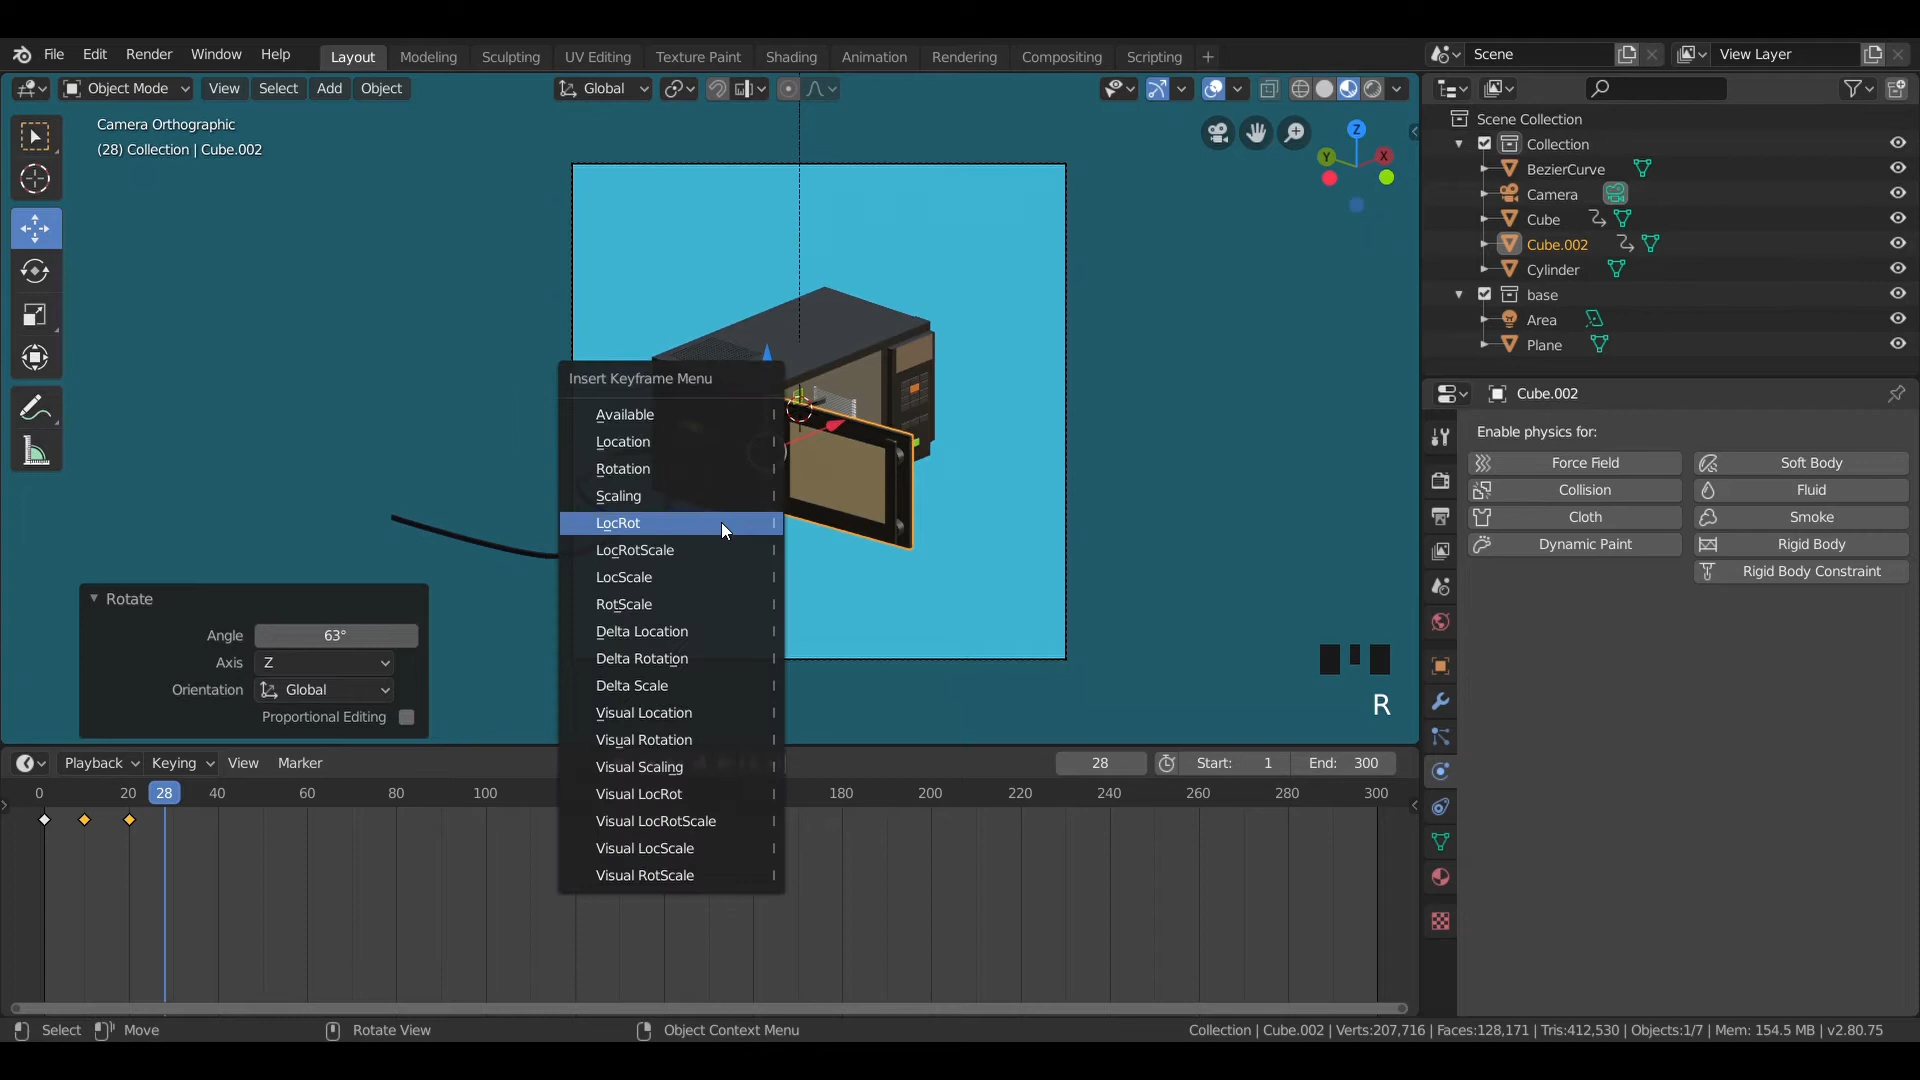 File Edit Render Window Help Layout Modeling Sculpting UV Editing Texture Paint Shading Animation Rendering Compositing Scripting + Scene View Layer
Object Mode View Select Add Object Global
Camera Orthographic
(28) Collection | Cube.002
Z
Y X
Scene Collection
Collection
BezierCurve
Camera
Cube
Cube.002
Cylinder
base
Area
Plane
Insert Keyframe Menu
Available I
Location I
Rotation I
Scaling I
LocRot I
LocRotScale I
LocScale I
RotScale I
Delta Location I
Delta Rotation I
Delta Scale I
Visual Location I
Visual Rotation I
Visual Scaling I
Visual LocRot I
Visual LocRotScale I
Visual LocScale I
Visual RotScale I
Rotate
Angle 63°
Axis Z
Orientation Global
Proportional Editing
R
Cube.002
Enable physics for:
Force Field Soft Body
Collision Fluid
Cloth Smoke
Dynamic Paint Rigid Body
Rigid Body Constraint
Playback Keying View Marker 28 Start: 1 End: 300
0 20 28 40 60 80 100 180 200 220 240 260 280 300
Select Move Rotate View Object Context Menu Collection | Cube.002 | Verts:207,716 | Faces:128,171 | Tris:412,530 | Objects:1/7 | Mem: 154.5 MB | v2.80.75